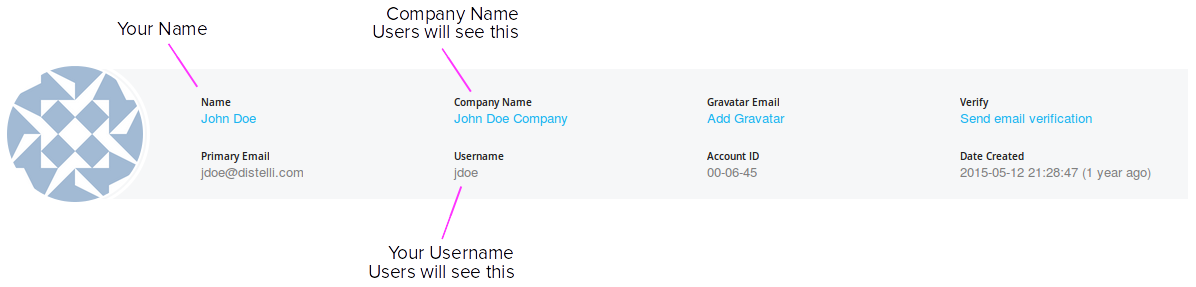 Your Name
Company Name
Users will see this
Name
John Doe
Company Name
John Doe Company
Gravatar Email
Add Gravatar
Verify
Send email verification
Primary Email
jdoe@distelli.com
Username
jdoe
Account ID
00-06-45
Date Created
2015-05-12 21:28:47 (1 year ago)
Your Username
Users will see this